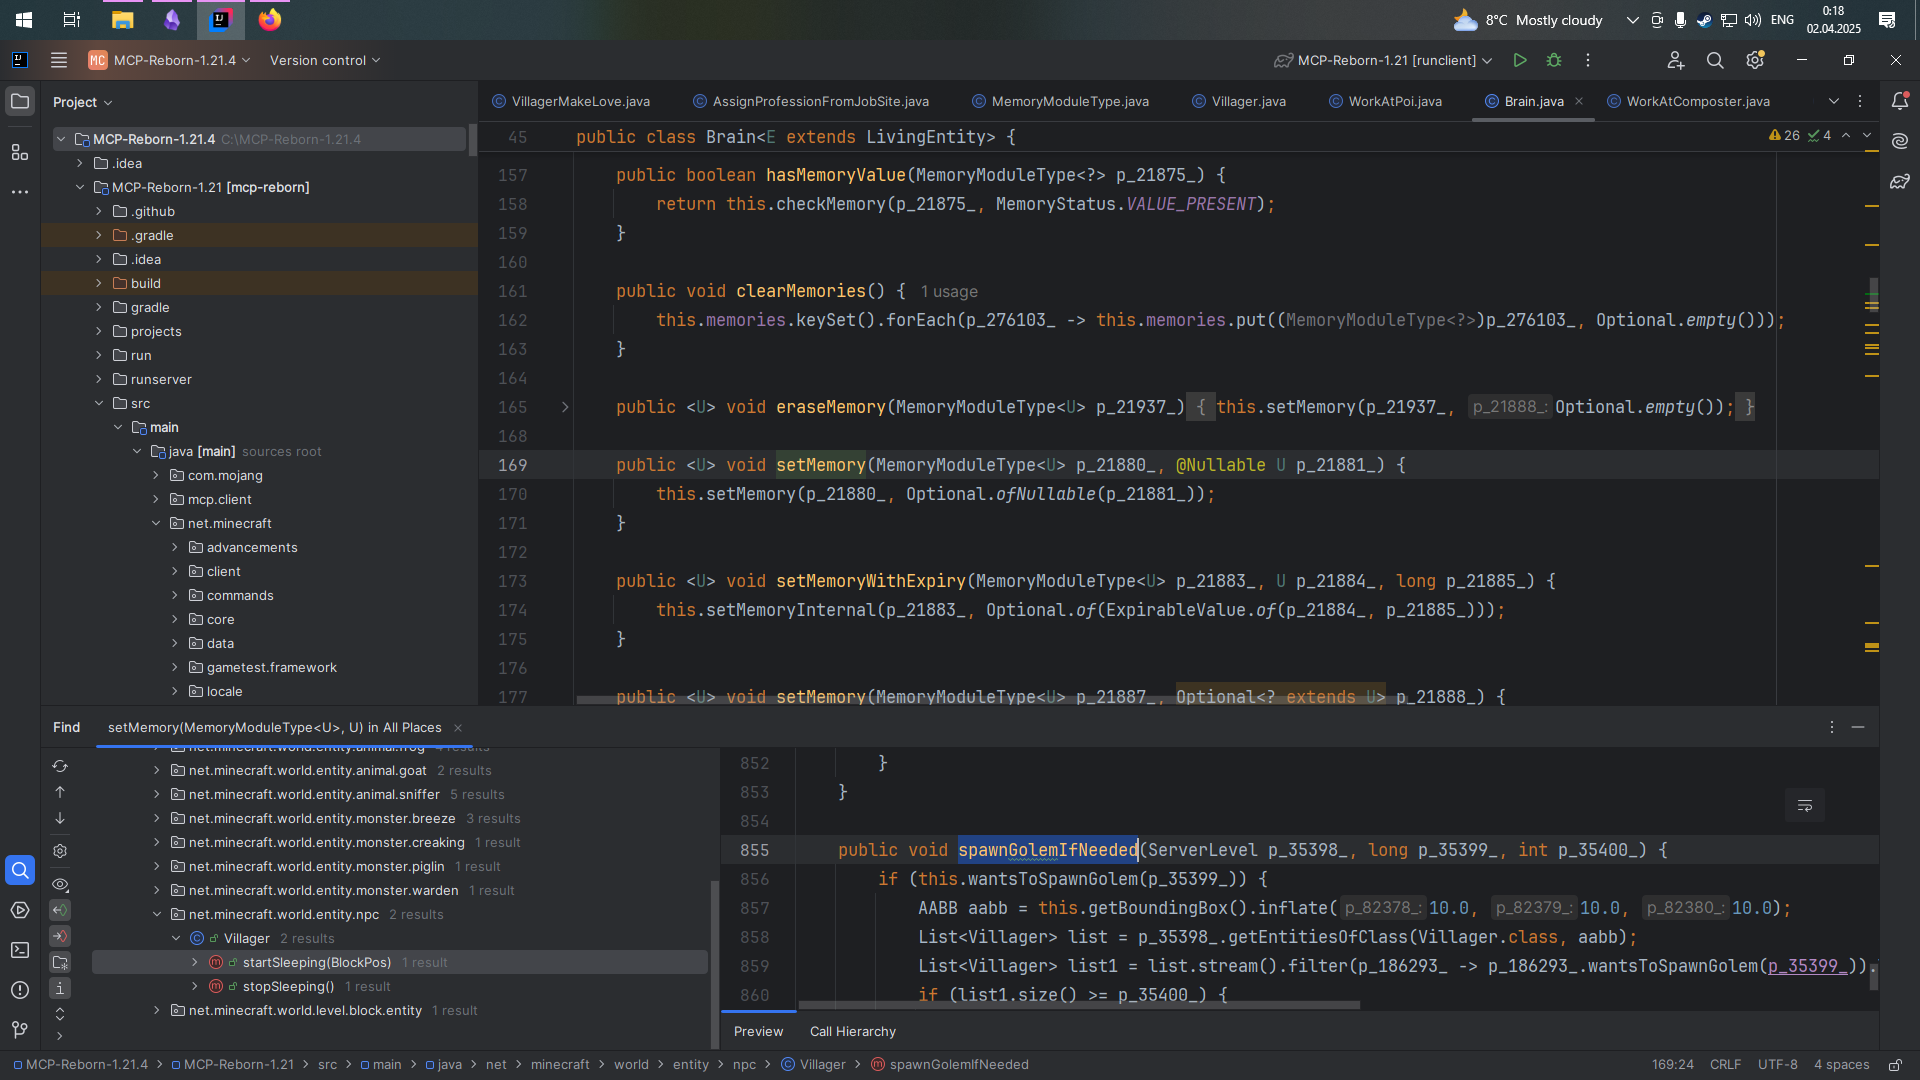 8°C Mostly cloudy
ENG
0:18
02.04.2025
MC MCP-Reborn-1.21.4
Version control
MCP-Reborn-1.21 [runclient]
Project
VillagerMakeLove.java
AssignProfessionFromJobSite.java
MemoryModuleType.java
Villager.java
WorkAtPoi.java
Brain.java
WorkAtComposter.java
MCP-Reborn-1.21.4 C:\MCP-Reborn-1.21.4
.idea
MCP-Reborn-1.21 [mcp-reborn]
.github
.gradle
.idea
build
gradle
projects
run
runserver
src
main
java [main] sources root
com.mojang
mcp.client
net.minecraft
advancements
client
commands
core
data
gametest.framework
locale
45 public class Brain<E extends LivingEntity> {
26 4
157 public boolean hasMemoryValue(MemoryModuleType<?> p_21875_) {
158 return this.checkMemory(p_21875_, MemoryStatus.VALUE_PRESENT);
159 }
160
161 public void clearMemories() { 1 usage
162 this.memories.keySet().forEach(p_276103_ -> this.memories.put((MemoryModuleType<?>)p_276103_, Optional.empty()));
163 }
164
165 public <U> void eraseMemory(MemoryModuleType<U> p_21937_) { this.setMemory(p_21937_, p_21888_: Optional.empty()); }
168
169 public <U> void setMemory(MemoryModuleType<U> p_21880_, @Nullable U p_21881_) {
170 this.setMemory(p_21880_, Optional.ofNullable(p_21881_));
171 }
172
173 public <U> void setMemoryWithExpiry(MemoryModuleType<U> p_21883_, U p_21884_, long p_21885_) {
174 this.setMemoryInternal(p_21883_, Optional.of(ExpirableValue.of(p_21884_, p_21885_)));
175 }
176
177 public <U> void setMemory(MemoryModuleType<U> p_21887_, Optional<? extends U> p_21888_) {
Find
setMemory(MemoryModuleType<U>, U) in All Places
net.minecraft.world.entity.animal.frog 4 results
net.minecraft.world.entity.animal.goat 2 results
net.minecraft.world.entity.animal.sniffer 5 results
net.minecraft.world.entity.monster.breeze 3 results
net.minecraft.world.entity.monster.creaking 1 result
net.minecraft.world.entity.monster.piglin 1 result
net.minecraft.world.entity.monster.warden 1 result
net.minecraft.world.entity.npc 2 results
Villager 2 results
startSleeping(BlockPos) 1 result
stopSleeping() 1 result
net.minecraft.world.level.block.entity 1 result
852 }
853 }
854
855 public void spawnGolemIfNeeded(ServerLevel p_35398_, long p_35399_, int p_35400_) {
856 if (this.wantsToSpawnGolem(p_35399_)) {
857 AABB aabb = this.getBoundingBox().inflate( p_82378_: 10.0, p_82379_: 10.0, p_82380_: 10.0);
858 List<Villager> list = p_35398_.getEntitiesOfClass(Villager.class, aabb);
859 List<Villager> list1 = list.stream().filter(p_186293_ -> p_186293_.wantsToSpawnGolem(p_35399_)).
860 if (list1.size() >= p_35400_) {
Preview
Call Hierarchy
MCP-Reborn-1.21.4 > MCP-Reborn-1.21 > src > main > java > net > minecraft > world > entity > npc > Villager > spawnGolemIfNeeded
169:24 CRLF UTF-8 4 spaces